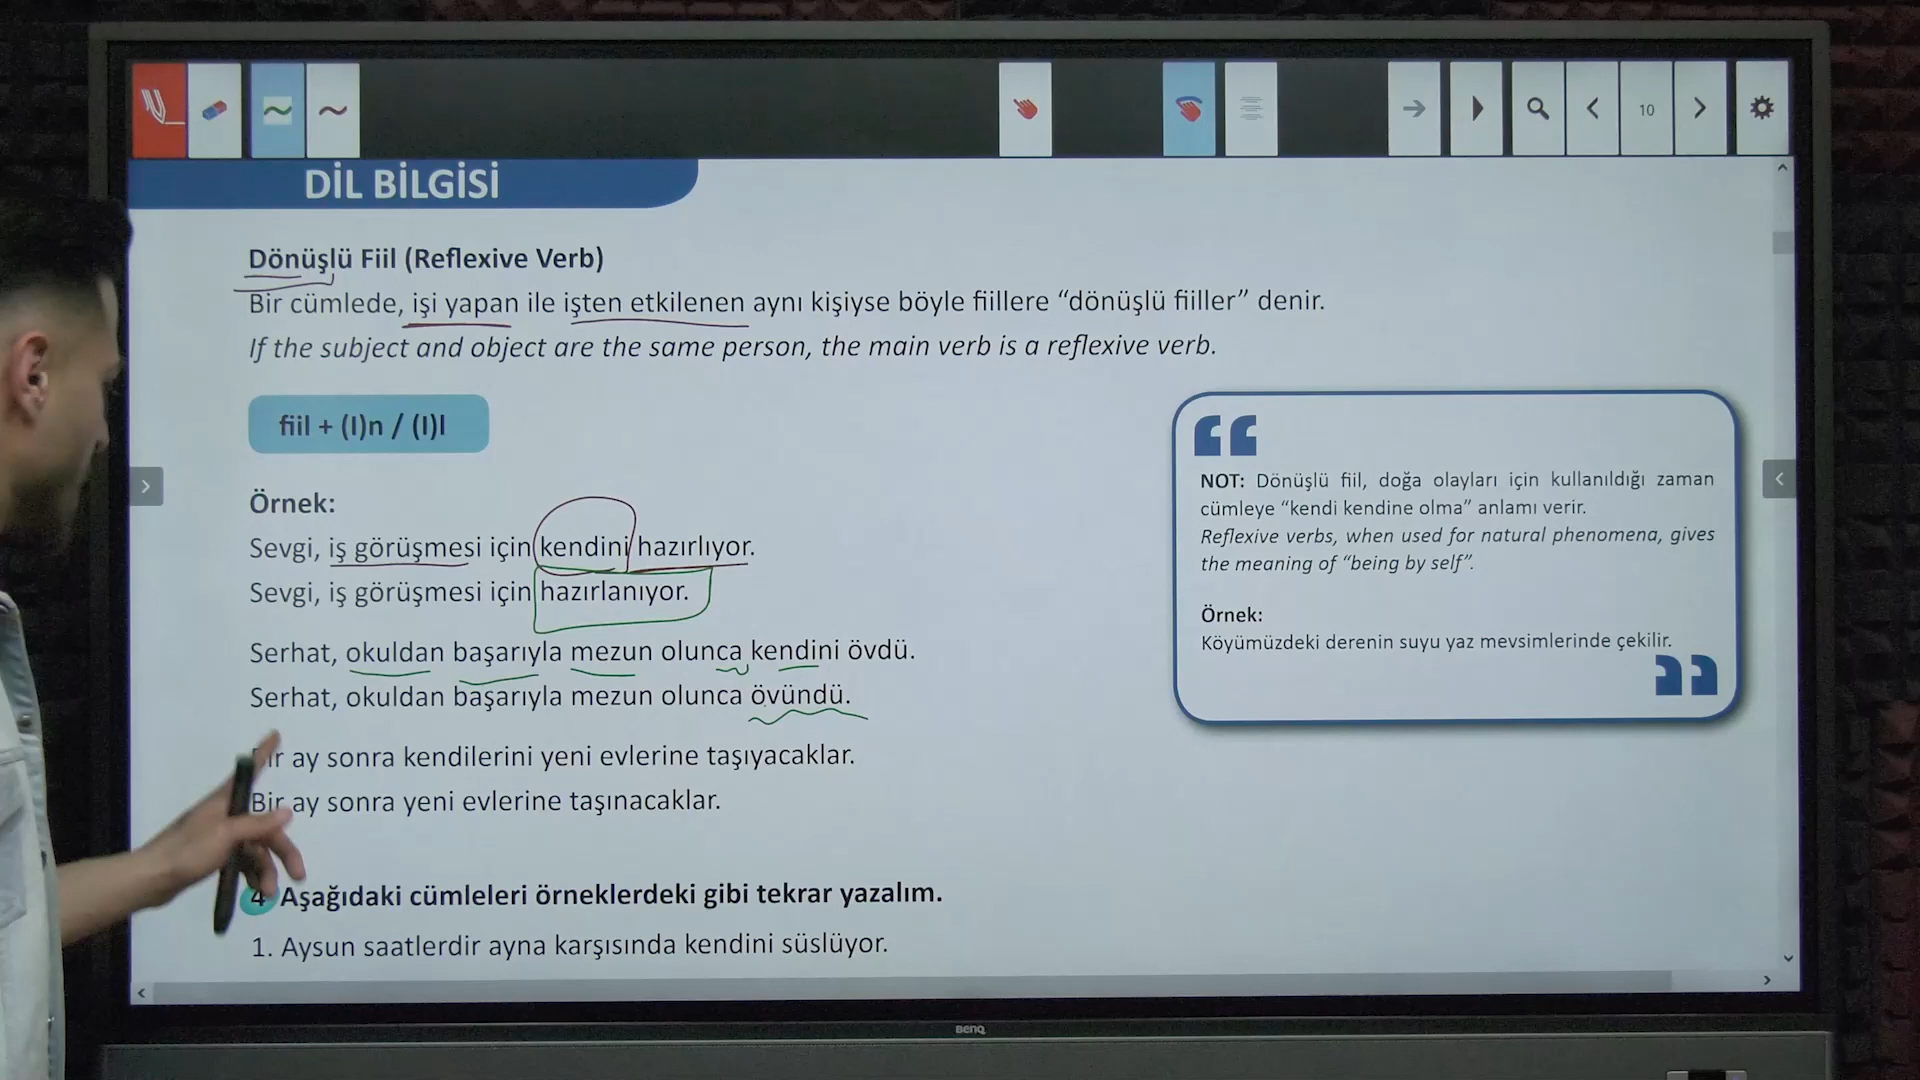 10
DİL BİLGİSİ
Dönüşlü Fiil (Reflexive Verb)
Bir cümlede, işi yapan ile işten etkilenen aynı kişiyse böyle fiillere “dönüşlü fiiller” denir.
If the subject and object are the same person, the main verb is a reflexive verb.
fiil + (I)n / (I)l
Örnek:
Sevgi, iş görüşmesi için kendini hazırlıyor.
Sevgi, iş görüşmesi için hazırlanıyor.
Serhat, okuldan başarıyla mezun olunca kendini övdü.
Serhat, okuldan başarıyla mezun olunca övündü.
Bir ay sonra kendilerini yeni evlerine taşıyacaklar.
Bir ay sonra yeni evlerine taşınacaklar.
4 Aşağıdaki cümleleri örneklerdeki gibi tekrar yazalım.
1. Aysun saatlerdir ayna karşısında kendini süslüyor.
NOT: Dönüşlü fiil, doğa olayları için kullanıldığı zaman
cümleye “kendi kendine olma” anlamı verir.
Reflexive verbs, when used for natural phenomena, gives
the meaning of “being by self”.
Örnek:
Köyümüzdeki derenin suyu yaz mevsimlerinde çekilir.
BenQ